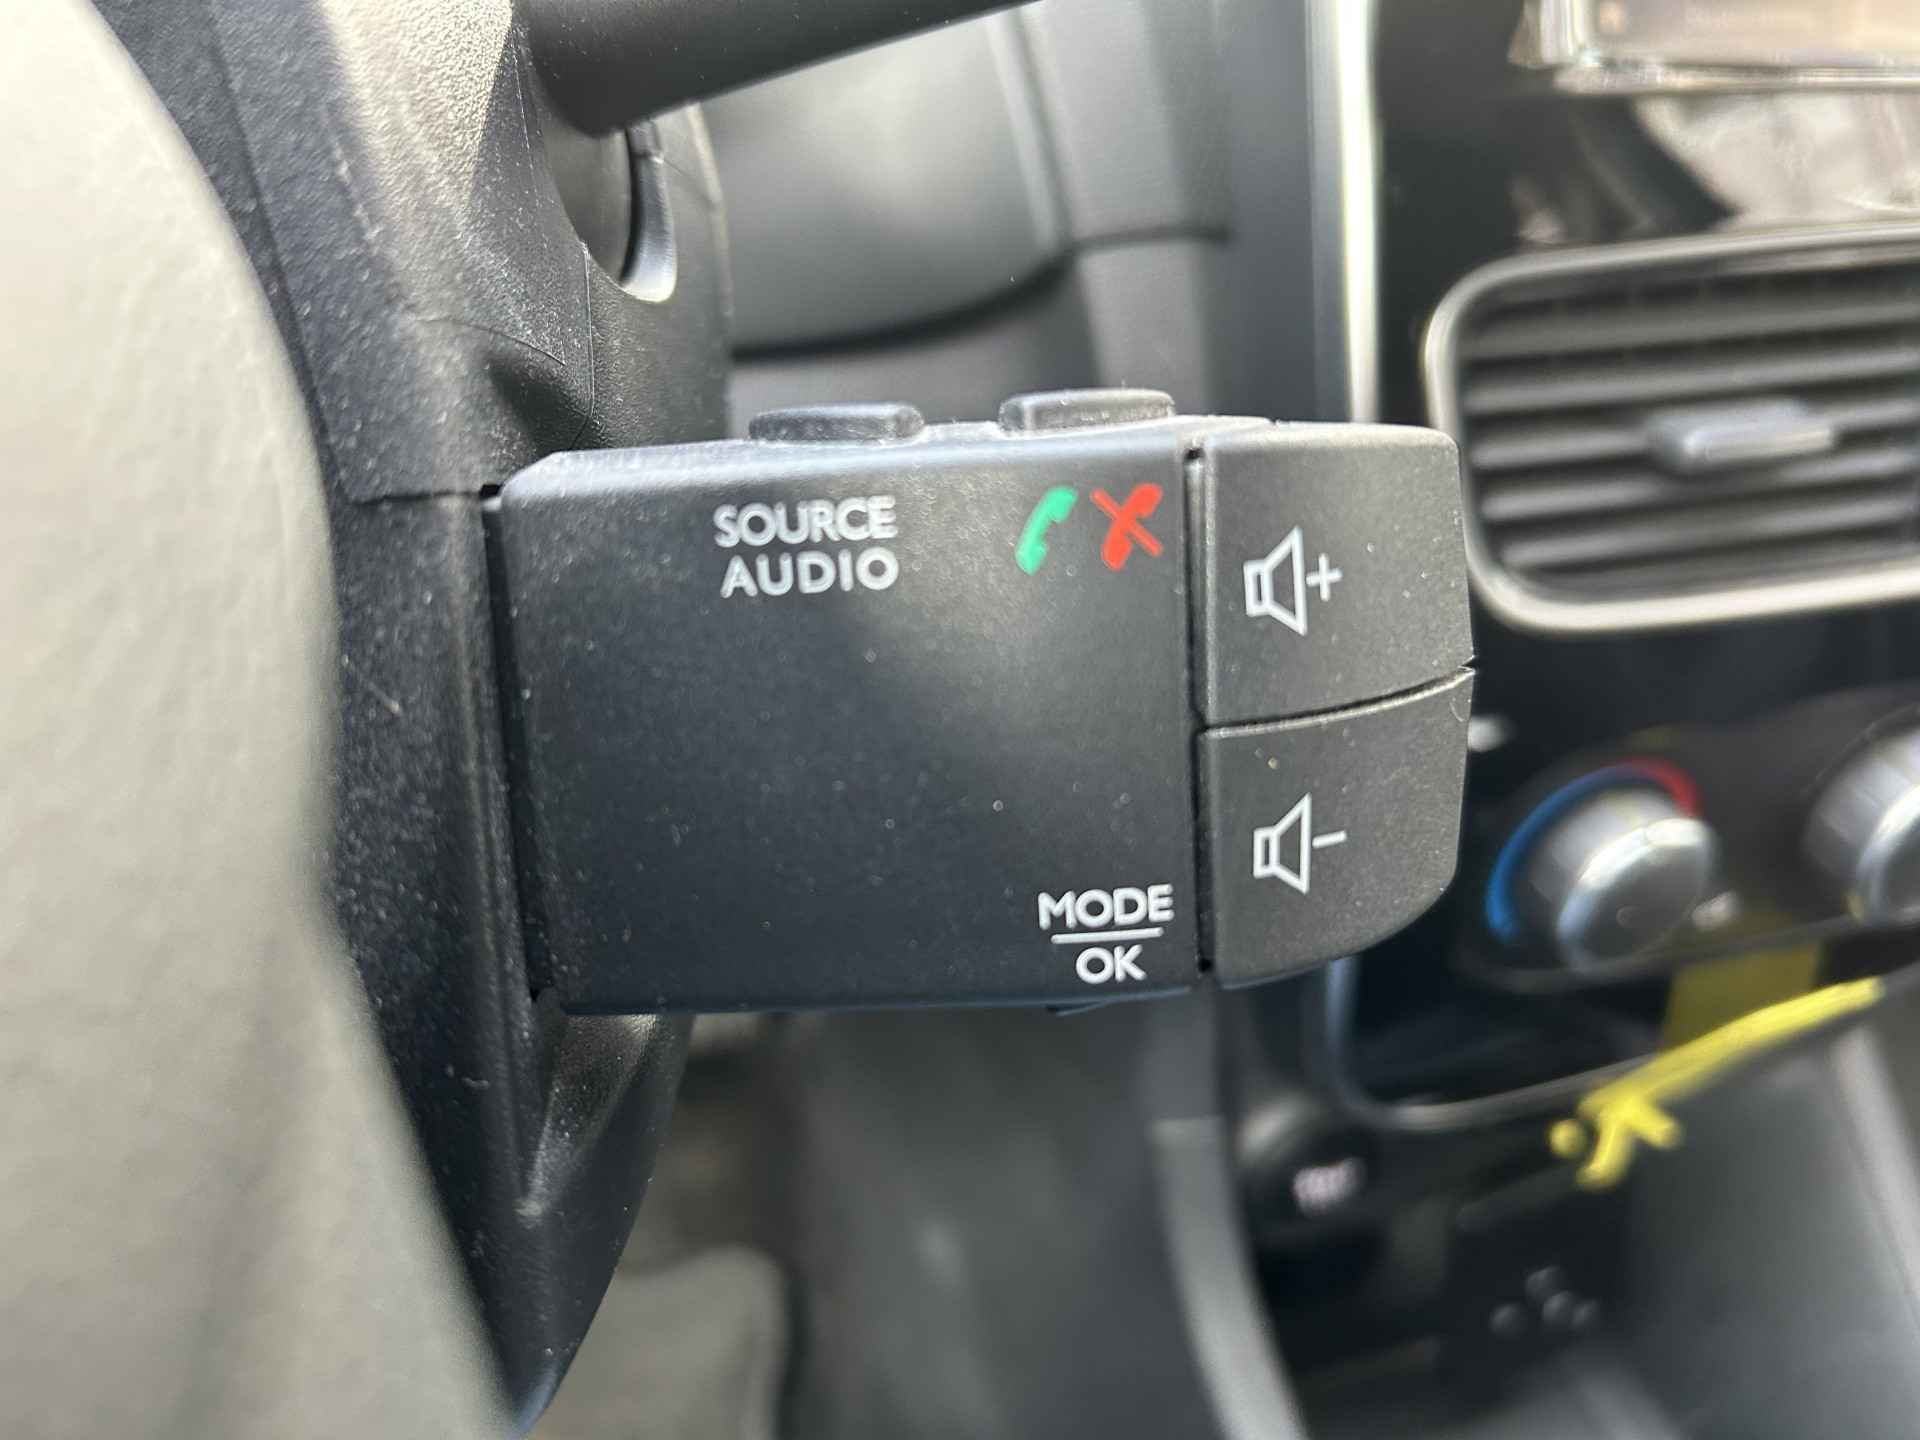 SOURCE
AUDIO
+
-
MODE
OK